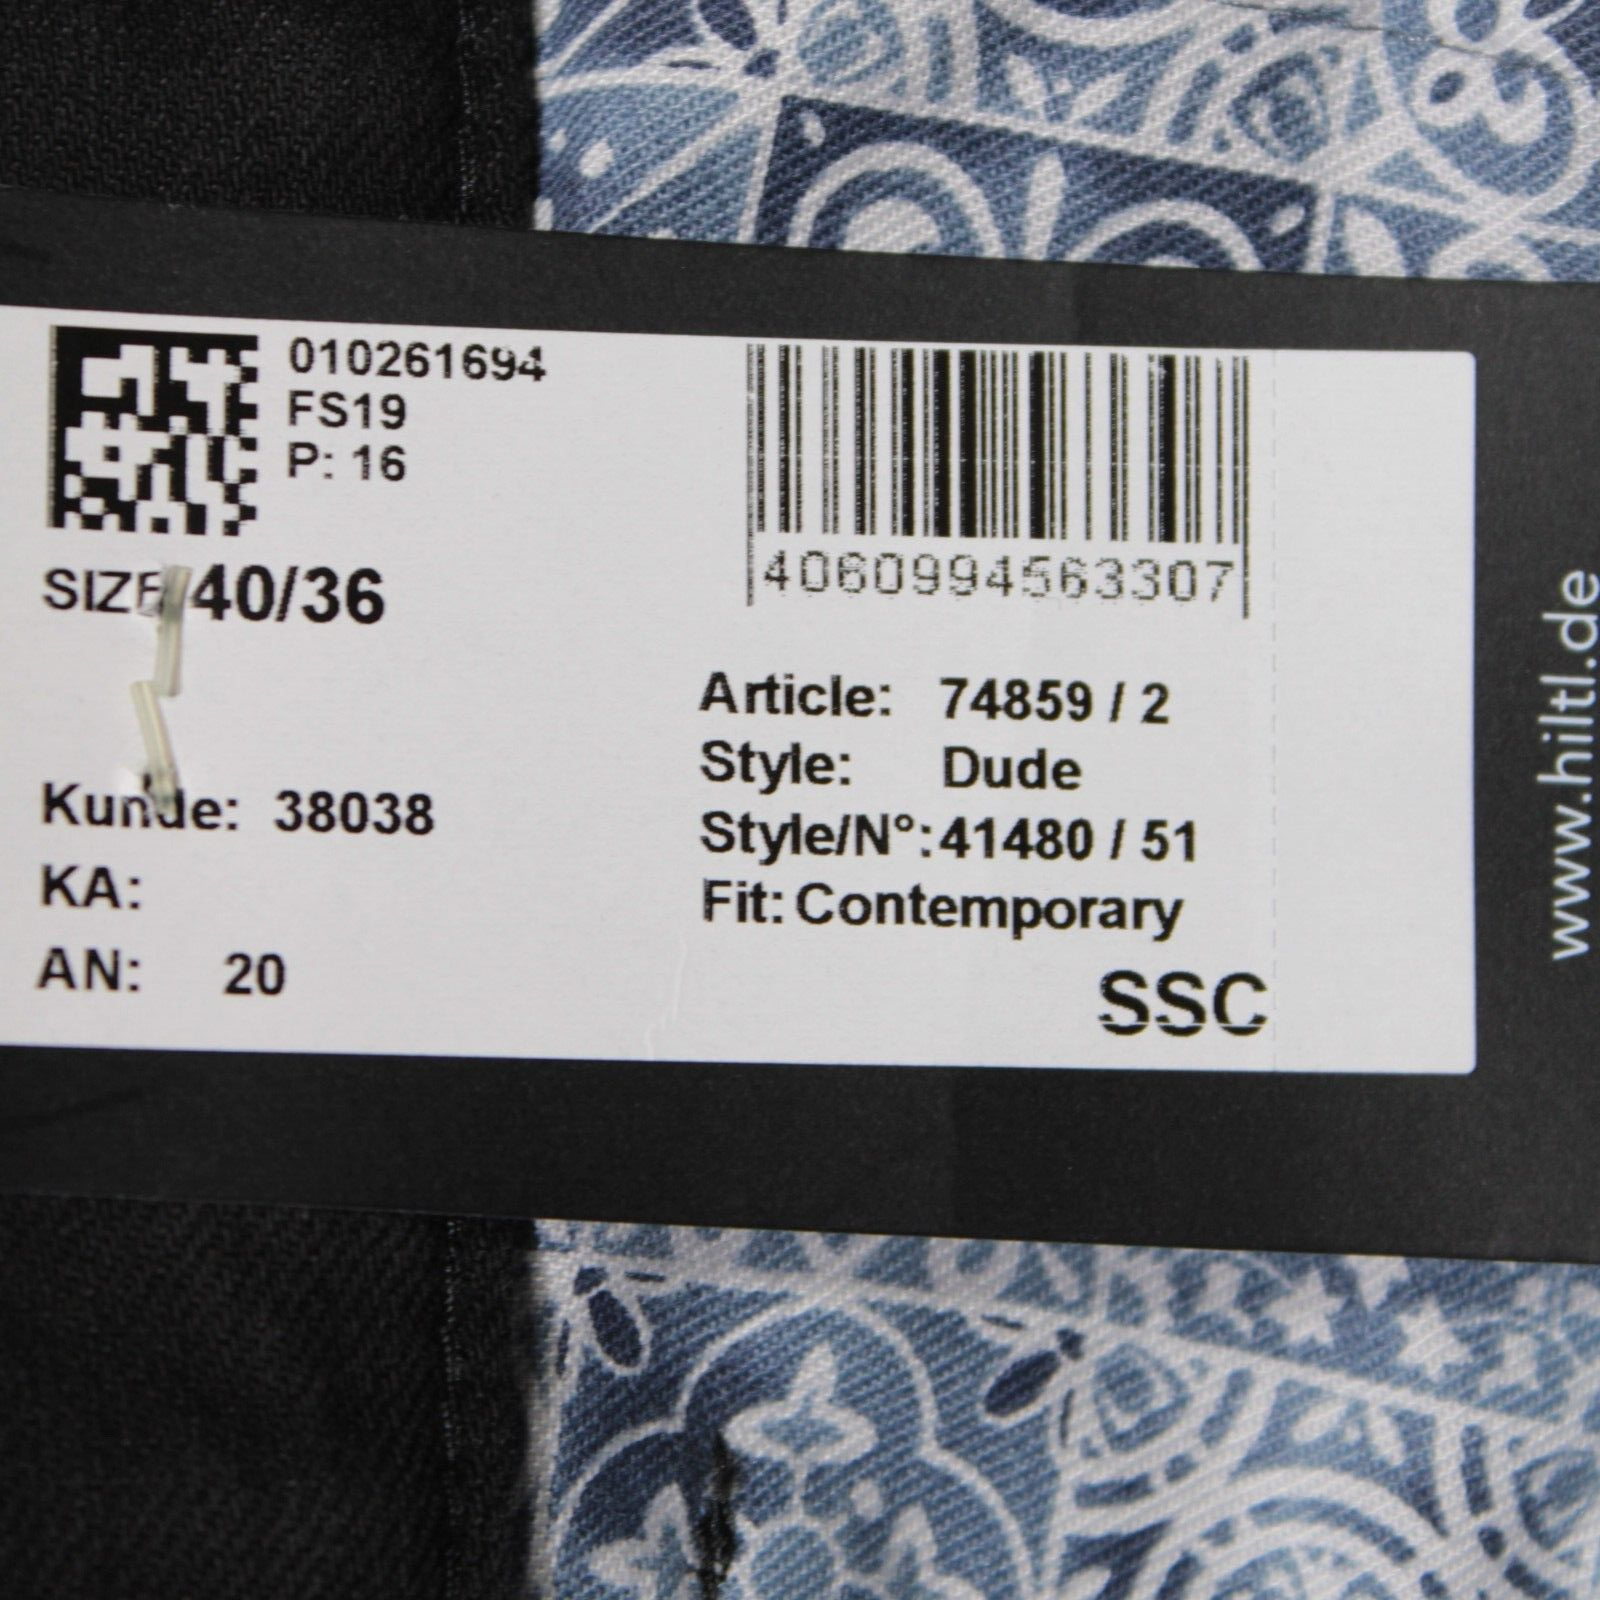 010261694
FS19
P: 16
SIZE 40/36
Kunde: 38038
KA:
AN: 20
4060994563307
Article: 74859 / 2
Style: Dude
Style/N°: 41480 / 51
Fit: Contemporary
SSC
www.hiltl.de